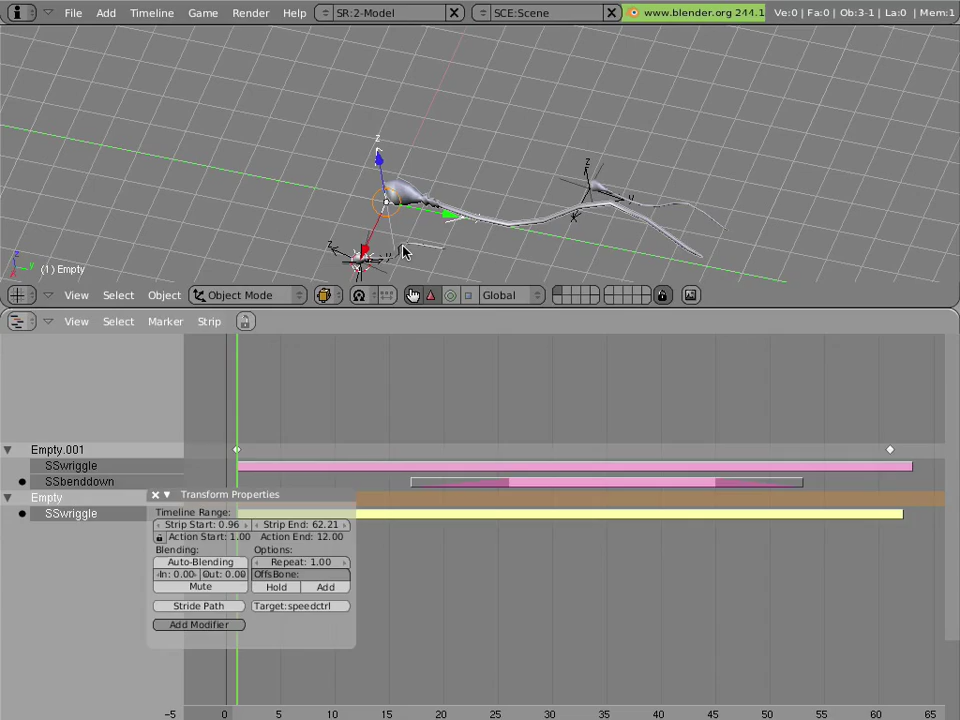 File Add Timeline Game Render Help SR:2-Model SCE:Scene www.blender.org 244.1 Ve:0 | Fa:0 | Ob:3-1 | La:0 | Mem:1
z
z
y
x
z
z
y
(1) Empty
View Select Object Object Mode Global
View Select Marker Strip
Empty.001
SSwriggle
SSbenddown
Empty
SSwriggle
Transform Properties
Timeline Range:
Strip Start: 0.96 Strip End: 62.21
Action Start: 1.00 Action End: 12.00
Blending: Options:
Auto-Blending Repeat: 1.00
In: 0.00 Out: 0.00 OffsBone:
Mute Hold Add
Stride Path Target:speedctrl
Add Modifier
-5 0 5 10 15 20 25 30 35 40 45 50 55 60 65